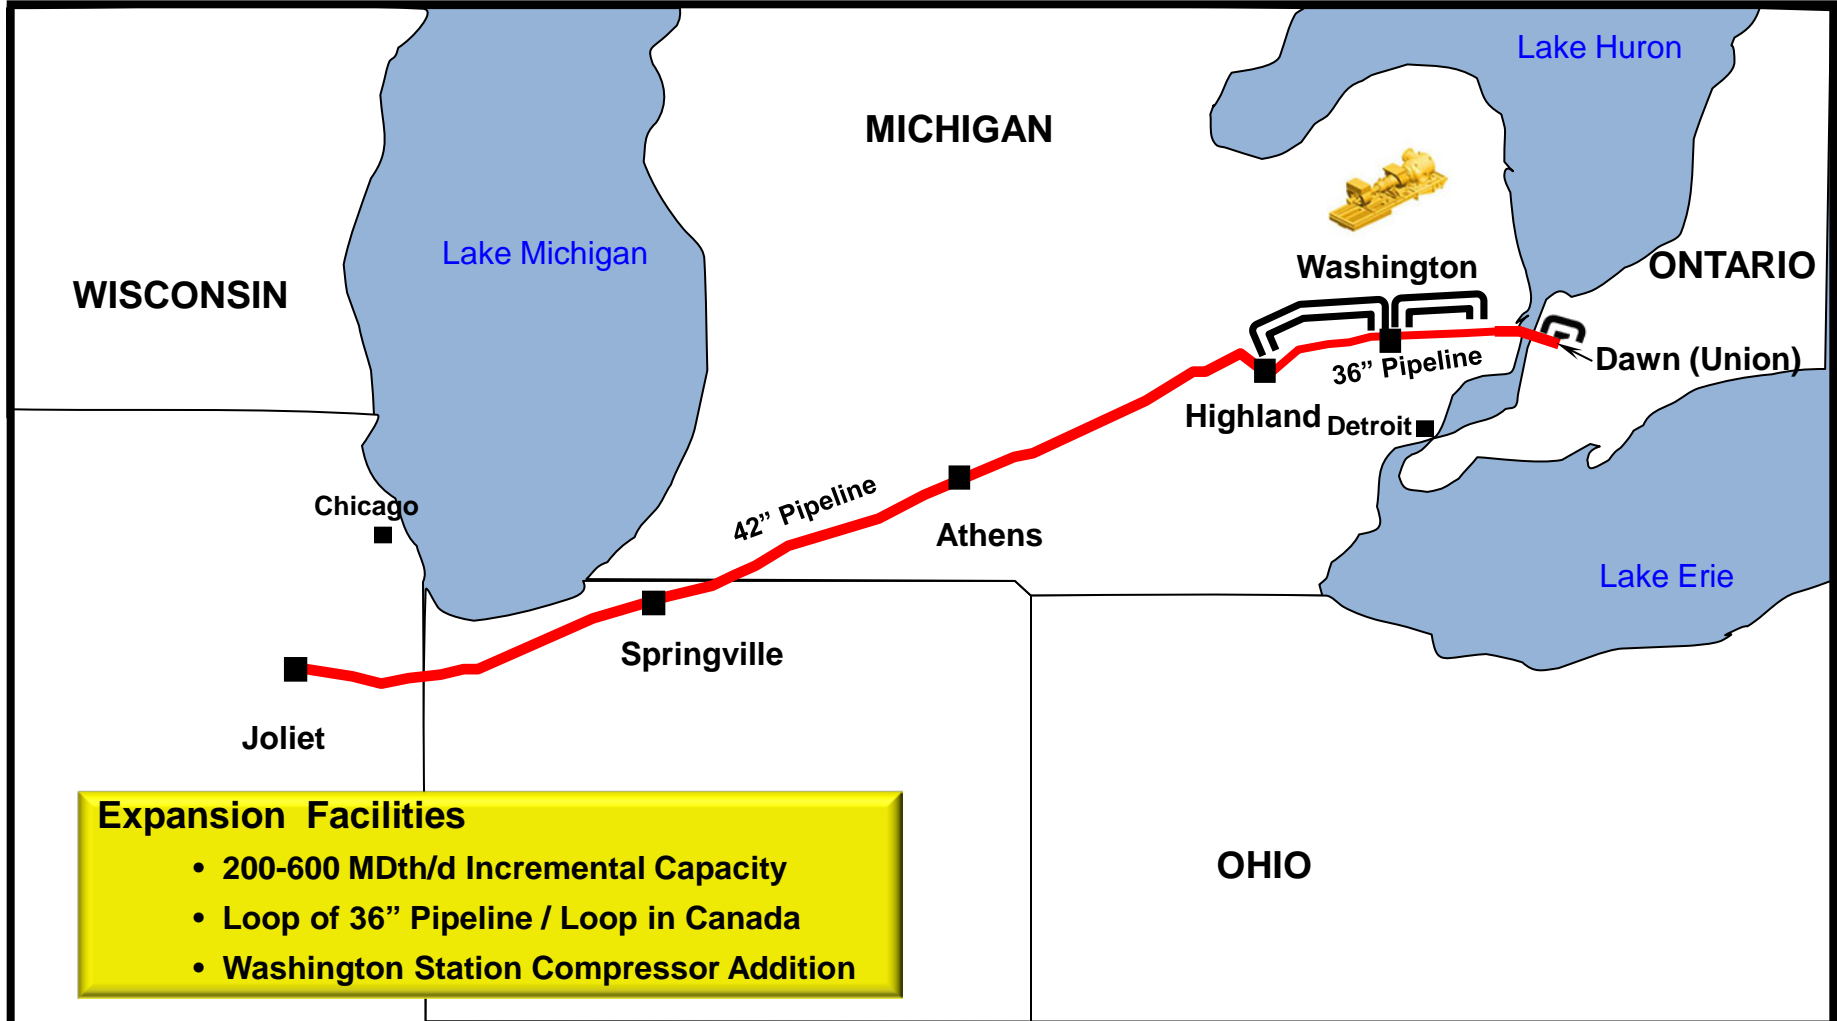 Lake Huron
MICHIGAN
Lake Michigan
Washington
ONTARIO
WISCONSIN
36” Pipeline
Dawn (Union)
Highland
Detroit
42” Pipeline
Chicago
Athens
Lake Erie
Springville
Joliet
Expansion Facilities
• 200-600 MDth/d Incremental Capacity
• Loop of 36” Pipeline / Loop in Canada
• Washington Station Compressor Addition
OHIO